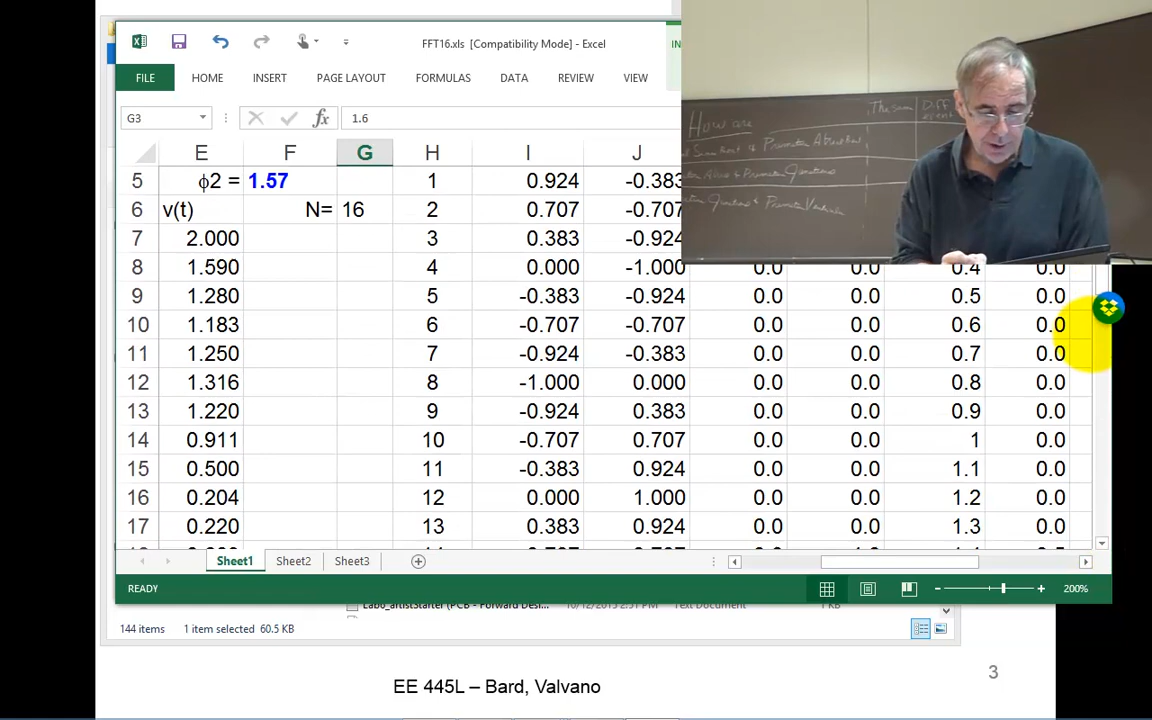 FFT16.xls [Compatibility Mode] - Excel
FILE HOME INSERT PAGE LAYOUT FORMULAS DATA REVIEW VIEW
G3 fx 1.6
E F G H I J
5 ϕ2 = 1.57 1 0.924 -0.383
6 v(t) N= 16 2 0.707 -0.707
7 2.000 3 0.383 -0.924
8 1.590 4 0.000 -1.000 0.0 0.0 0.4 0.0
9 1.280 5 -0.383 -0.924 0.0 0.0 0.5 0.0
10 1.183 6 -0.707 -0.707 0.0 0.0 0.6 0.0
11 1.250 7 -0.924 -0.383 0.0 0.0 0.7 0.0
12 1.316 8 -1.000 0.000 0.0 0.0 0.8 0.0
13 1.220 9 -0.924 0.383 0.0 0.0 0.9 0.0
14 0.911 10 -0.707 0.707 0.0 0.0 1 0.0
15 0.500 11 -0.383 0.924 0.0 0.0 1.1 0.0
16 0.204 12 0.000 1.000 0.0 0.0 1.2 0.0
17 0.220 13 0.383 0.924 0.0 0.0 1.3 0.0
Sheet1 Sheet2 Sheet3
READY 200%
144 items 1 item selected 60.5 KB
3
EE 445L – Bard, Valvano
How are
The same